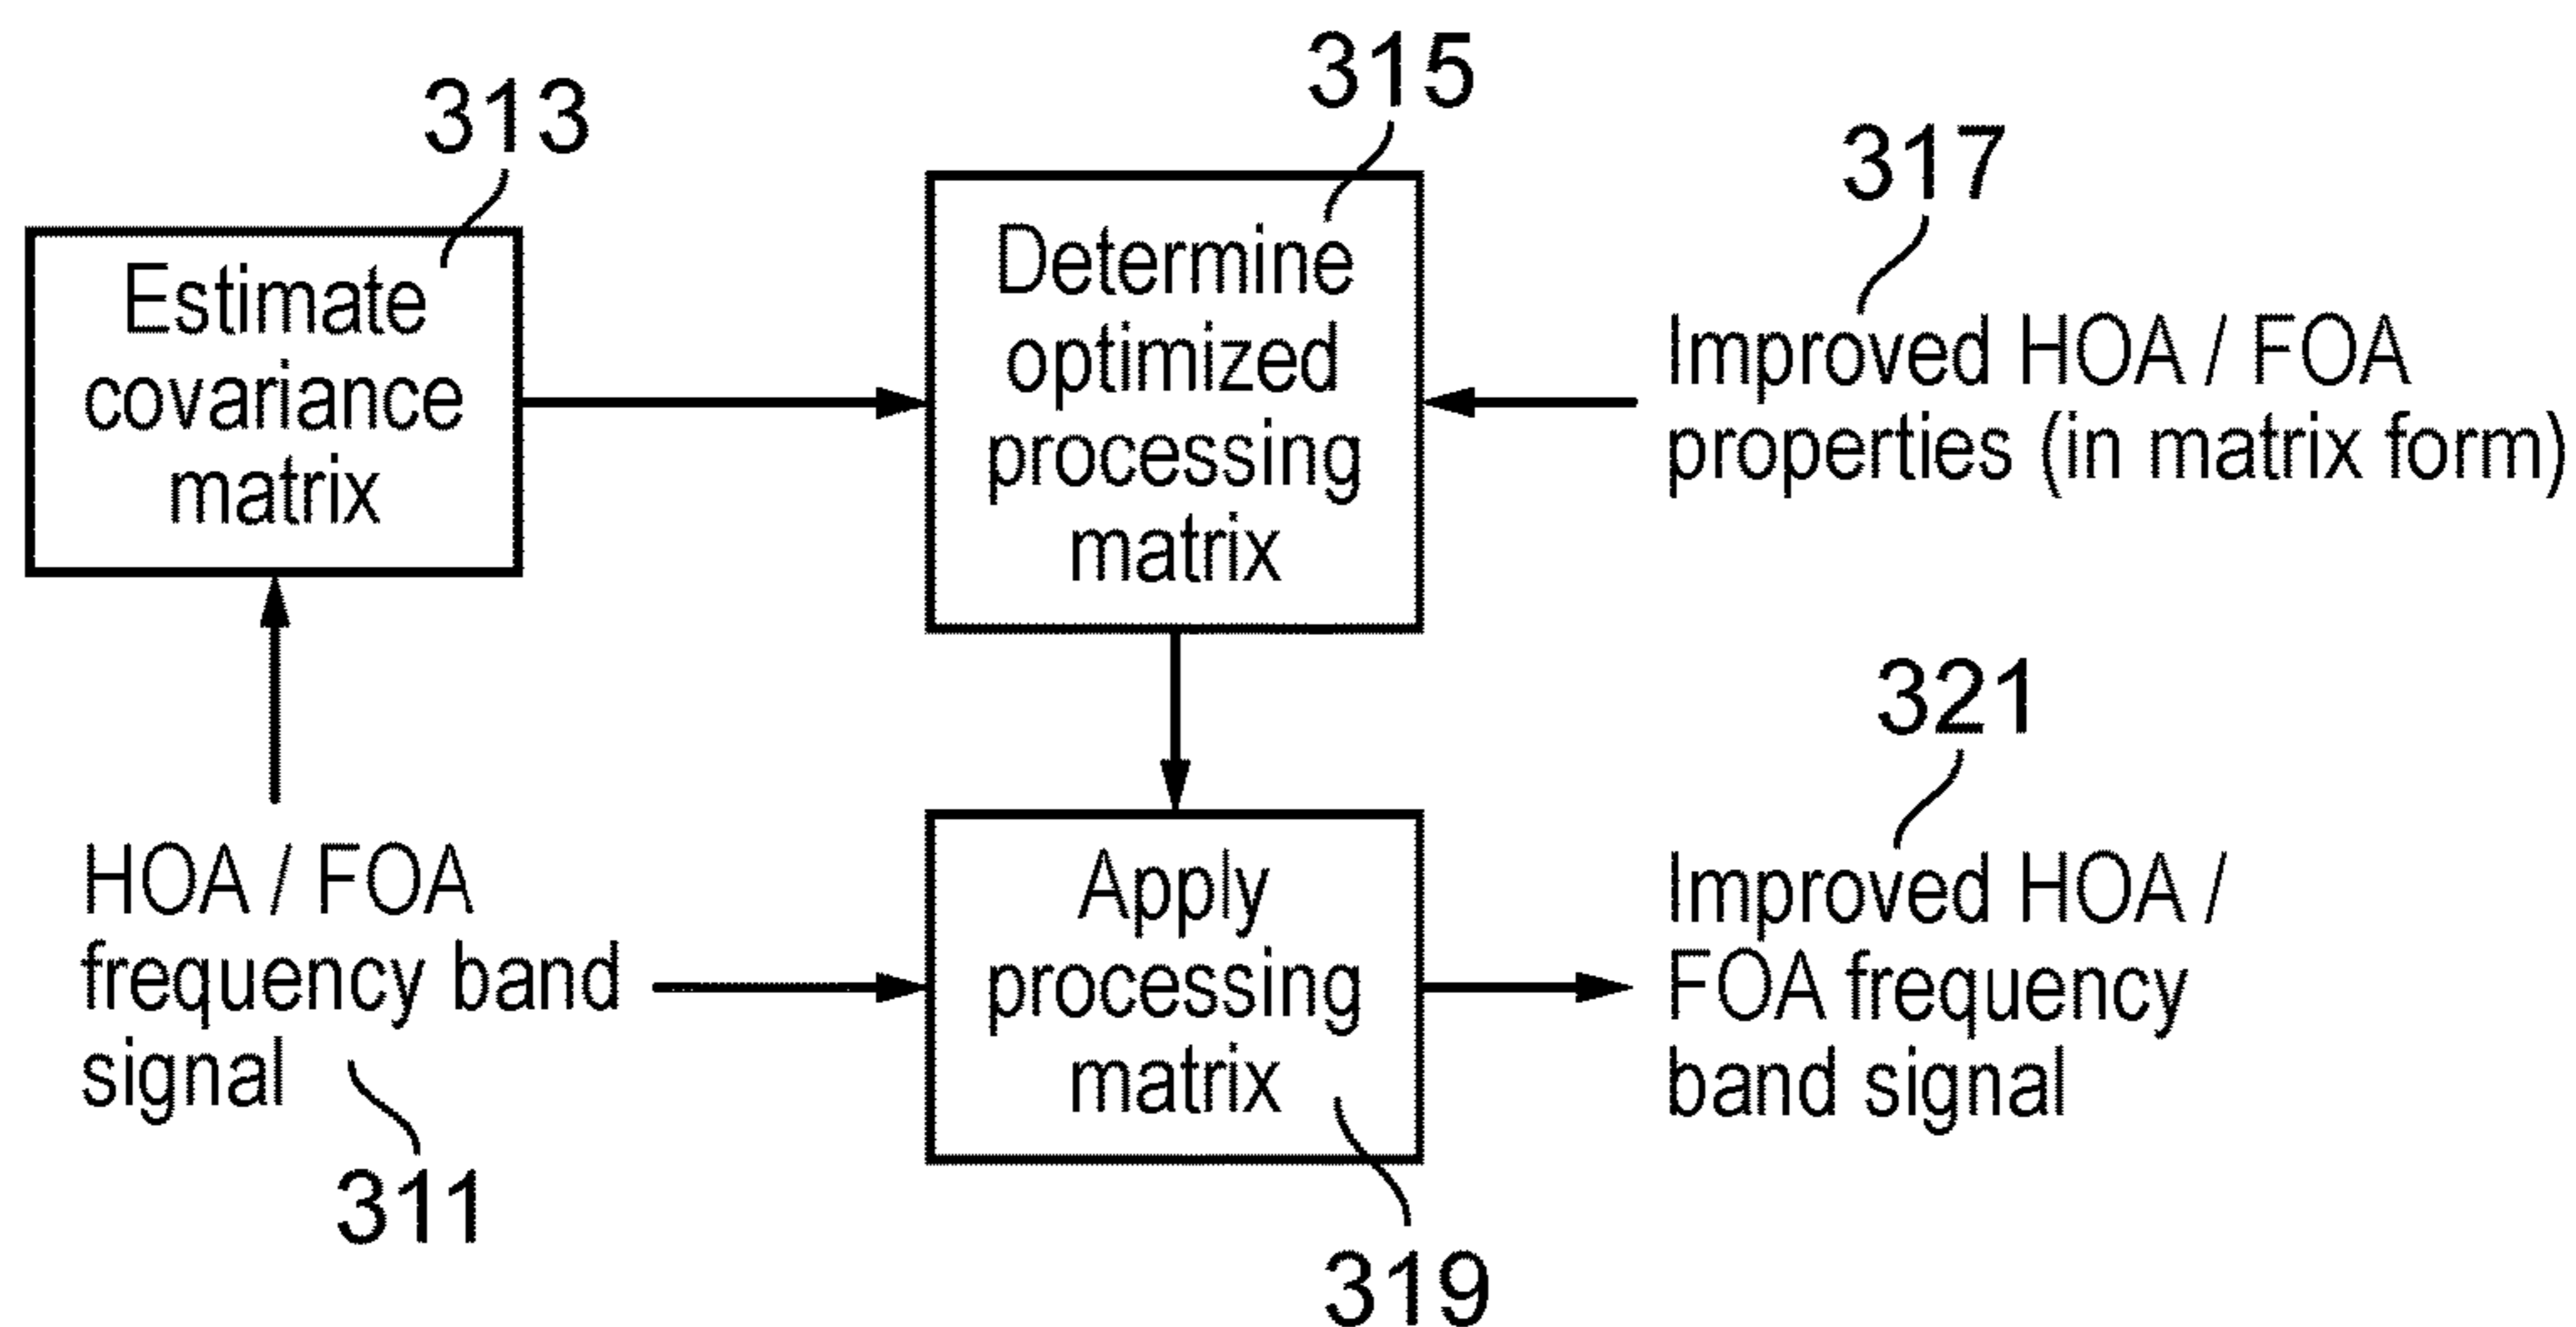 313
Estimate
covariance
matrix
315
Determine
optimized
processing
matrix
317
Improved HOA / FOA
properties (in matrix form)
HOA / FOA
frequency band
signal
311
Apply
processing
matrix
319
321
Improved HOA /
FOA frequency
band signal